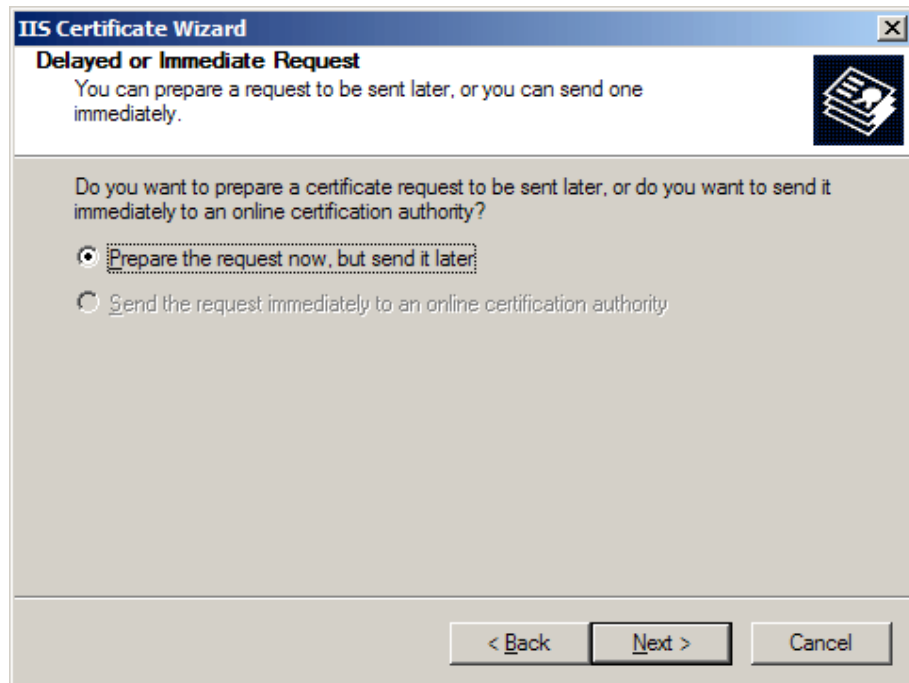 IIS Certificate Wizard
Delayed or Immediate Request
You can prepare a request to be sent later, or you can send one
immediately.
Do you want to prepare a certificate request to be sent later, or do you want to send it
immediately to an online certification authority?
Prepare the request now, but send it later
Send the request immediately to an online certification authority
< Back Next > Cancel